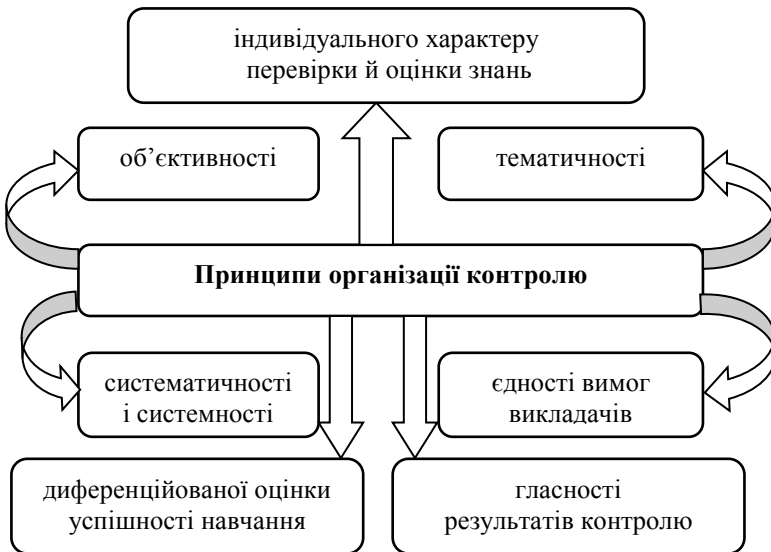 індивідуального характеру
перевірки й оцінки знань
об’єктивності
тематичності
Принципи організації контролю
систематичності
і системності
єдності вимог
викладачів
диференційованої оцінки
успішності навчання
гласності
результатів контролю